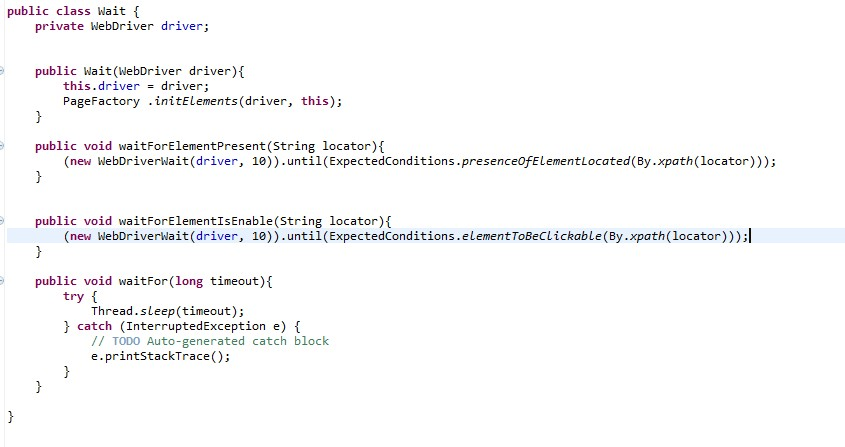 public class Wait {
    private WebDriver driver;
    public Wait(WebDriver driver){
        this.driver = driver;
        PageFactory .initElements(driver, this);
    }
    public void waitForElementPresent(String locator){
        (new WebDriverWait(driver, 10)).until(ExpectedConditions.presenceOfElementLocated(By.xpath(locator)));
    }
    public void waitForElementIsEnable(String locator){
        (new WebDriverWait(driver, 10)).until(ExpectedConditions.elementToBeClickable(By.xpath(locator)));
    }
    public void waitFor(long timeout){
        try {
            Thread.sleep(timeout);
        } catch (InterruptedException e) {
            // TODO Auto-generated catch block
            e.printStackTrace();
        }
    }
}